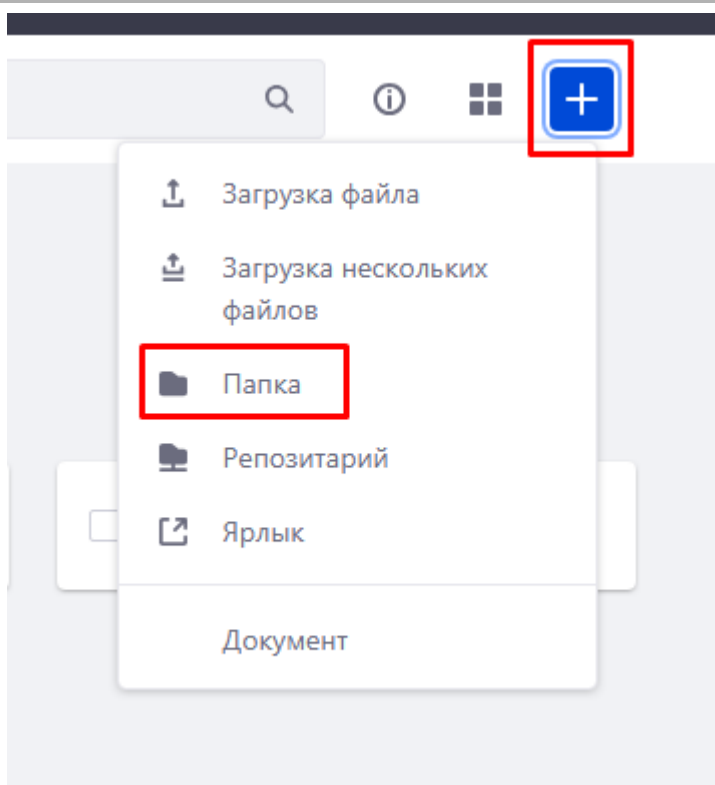 Загрузка файла
Загрузка нескольких
файлов
Папка
Репозитарий
Ярлык
Документ